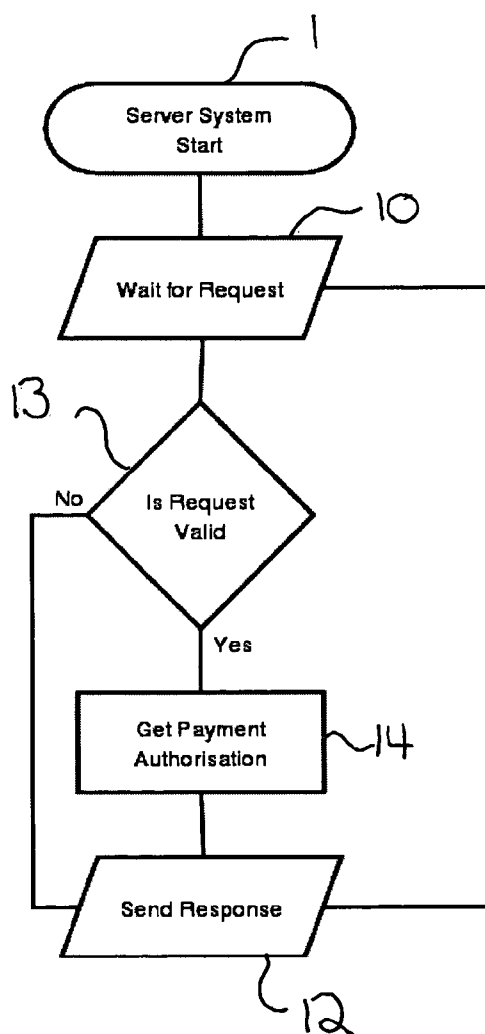 1
Server System
Start
10
Wait for Request
13
No
Is Request
Valid
Yes
Get Payment
Authorisation
14
Send Response
12